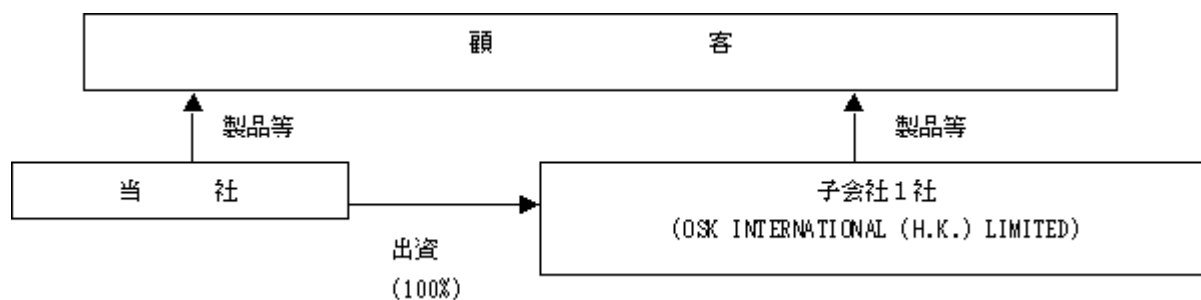 顧　　　　　　　客
製品等
製品等
当　　　社
子会社１社
(OSK INTERNATIONAL (H.K.) LIMITED)
出資
(100%)